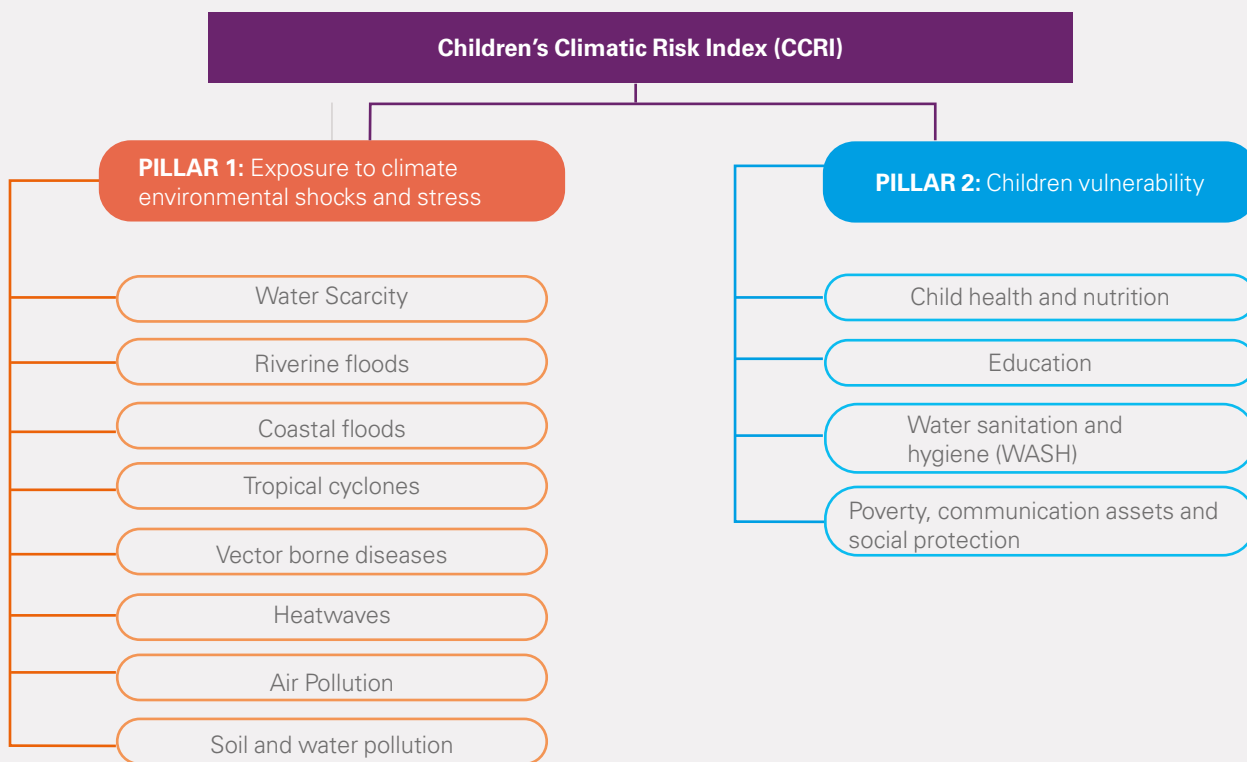 Children's Climatic Risk Index (CCRI)
PILLAR 1: Exposure to climate
environmental shocks and stress
Water Scarcity
Riverine floods
Coastal floods
Tropical cyclones
Vector borne diseases
Heatwaves
Air Pollution
Soil and water pollution
PILLAR 2: Children vulnerability
Child health and nutrition
Education
Water sanitation and
hygiene (WASH)
Poverty, communication assets and
social protection